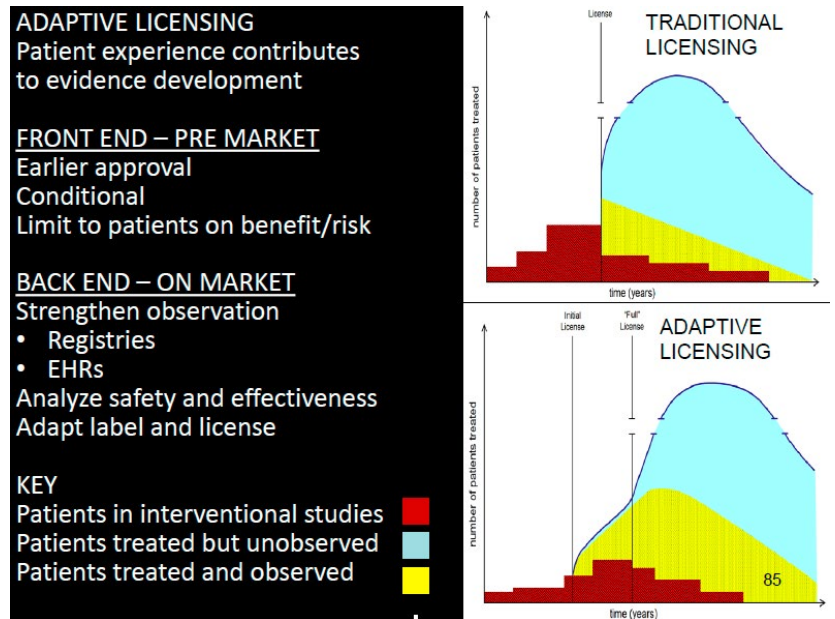 ADAPTIVE LICENSING
Patient experience contributes
to evidence development
FRONT END – PRE MARKET
Earlier approval
Conditional
Limit to patients on benefit/risk
BACK END – ON MARKET
Strengthen observation
• Registries
• EHRs
Analyze safety and effectiveness
Adapt label and license
KEY
Patients in interventional studies
Patients treated but unobserved
Patients treated and observed
License
TRADITIONAL
LICENSING
number of patients treated
time (years)
Initial
License
"Full"
License
ADAPTIVE
LICENSING
number of patients treated
85
time (years)